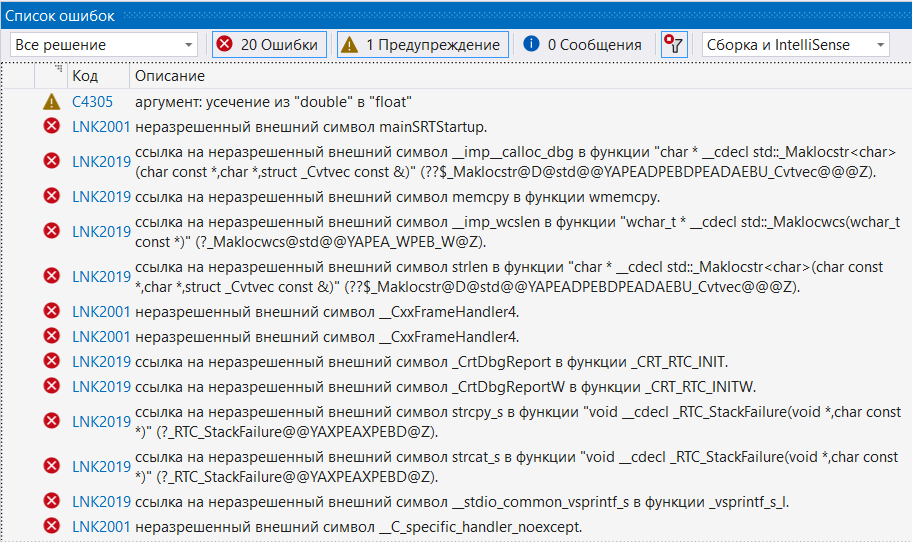 Список ошибок
Все решение
20 Ошибки
1 Предупреждение
0 Сообщения
Сборка и IntelliSense
Код Описание
C4305 аргумент: усечение из "double" в "float"
LNK2001 неразрешенный внешний символ mainSRTStartup.
ссылка на неразрешенный внешний символ __imp__calloc_dbg в функции "char * __cdecl std::_Maklocstr<char>
LNK2019
(char const *,char *,struct _Cvtvec const &)" (??$_Maklocstr@D@std@@YAPEADPEBDPEADAEBU_Cvtvec@@@Z).
LNK2019 ссылка на неразрешенный внешний символ memcpy в функции wmemcpy.
ссылка на неразрешенный внешний символ __imp_wcslen в функции "wchar_t * __cdecl std::_Maklocwcs(wchar_t
LNK2019
const *)" (?_Maklocwcs@std@@YAPEA_WPEB_W@Z).
ссылка на неразрешенный внешний символ strlen в функции "char * __cdecl std::_Maklocstr<char>(char const
LNK2019
*,char *,struct _Cvtvec const &)" (??$_Maklocstr@D@std@@YAPEADPEBDPEADAEBU_Cvtvec@@@Z).
LNK2001 неразрешенный внешний символ __CxxFrameHandler4.
LNK2001 неразрешенный внешний символ __CxxFrameHandler4.
LNK2019 ссылка на неразрешенный внешний символ _CrtDbgReport в функции _CRT_RTC_INIT.
LNK2019 ссылка на неразрешенный внешний символ _CrtDbgReportW в функции _CRT_RTC_INITW.
ссылка на неразрешенный внешний символ strcpy_s в функции "void __cdecl _RTC_StackFailure(void *,char const
LNK2019
*)" (?_RTC_StackFailure@@YAXPEAXPEBD@Z).
ссылка на неразрешенный внешний символ strcat_s в функции "void __cdecl _RTC_StackFailure(void *,char const
LNK2019
*)" (?_RTC_StackFailure@@YAXPEAXPEBD@Z).
LNK2019 ссылка на неразрешенный внешний символ __stdio_common_vsprintf_s в функции _vsprintf_s_l.
LNK2001 неразрешенный внешний символ __C_specific_handler_noexcept.